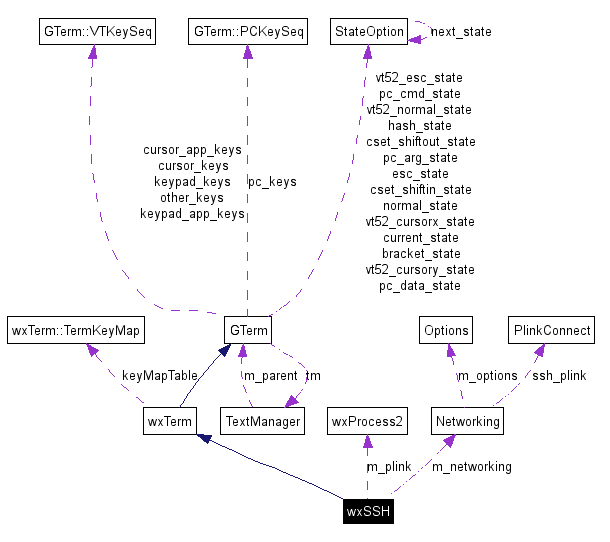 GTerm::VTKeySeq
GTerm::PCKeySeq
StateOption
next_state
vt52_esc_state
pc_cmd_state
vt52_normal_state
hash_state
cset_shiftout_state
pc_arg_state
esc_state
cset_shiftin_state
normal_state
vt52_cursorx_state
current_state
bracket_state
vt52_cursory_state
pc_data_state
cursor_app_keys
cursor_keys
keypad_keys
other_keys
keypad_app_keys
pc_keys
wxTerm::TermKeyMap
GTerm
Options
PlinkConnect
keyMapTable
m_parent
tm
m_options
ssh_plink
wxTerm
TextManager
wxProcess2
Networking
m_plink
m_networking
wxSSH